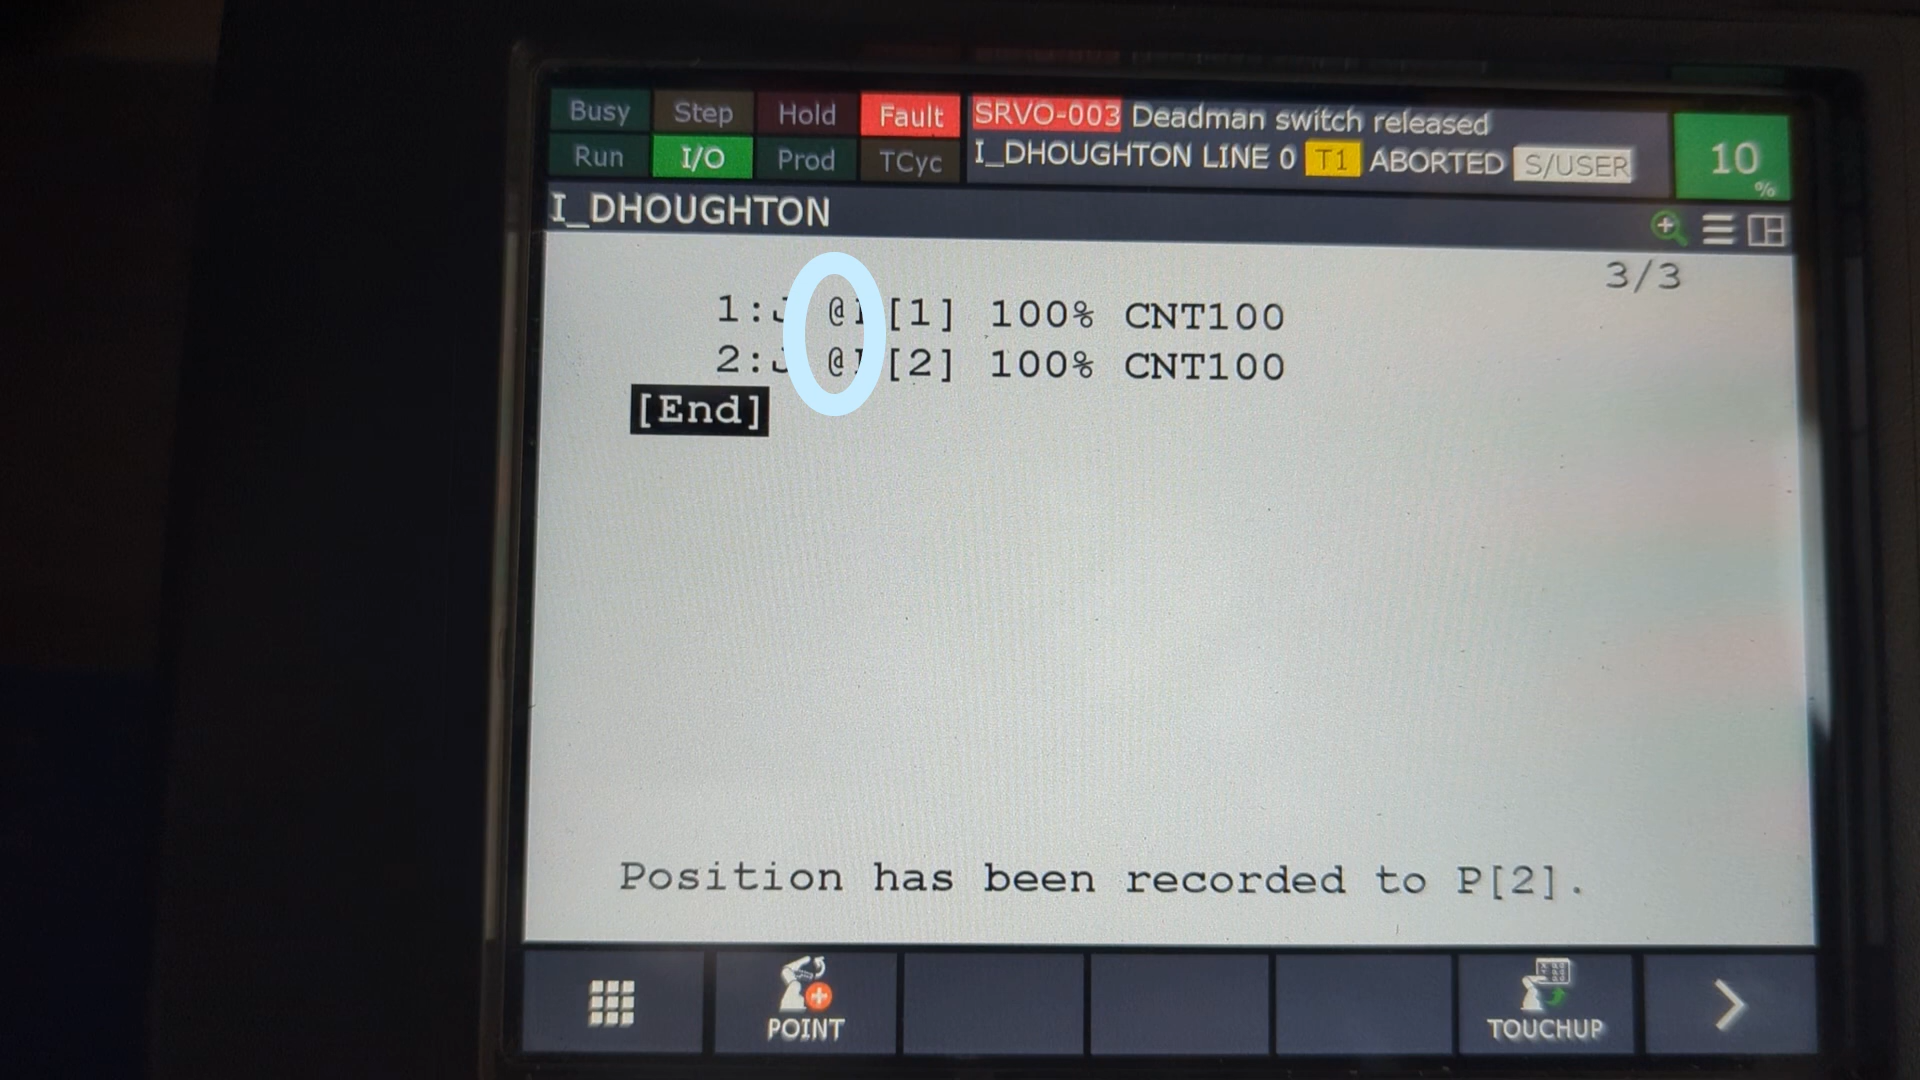 Busy Step Hold Fault SRVO-003 Deadman switch released
Run I/O Prod TCyc I_DHOUGHTON LINE 0 T1 ABORTED S/USER 10 %
I_DHOUGHTON
3/3
1:J @P[1] 100% CNT100
2:J @P[2] 100% CNT100
[End]
Position has been recorded to P[2].
POINT TOUCHUP